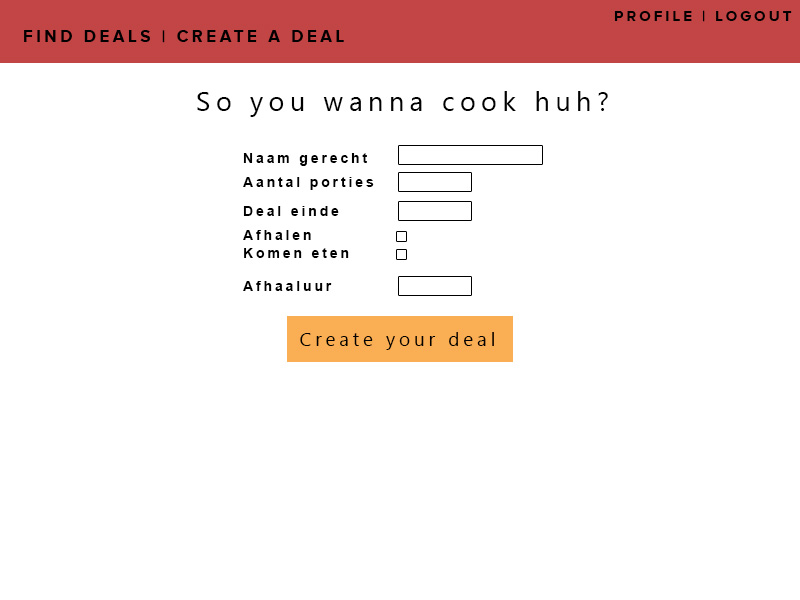 PROFILE | LOGOUT
FIND DEALS | CREATE A DEAL
So you wanna cook huh?
Naam gerecht
Aantal porties
Deal einde
Afhalen
Komen eten
Afhaaluur
Create your deal